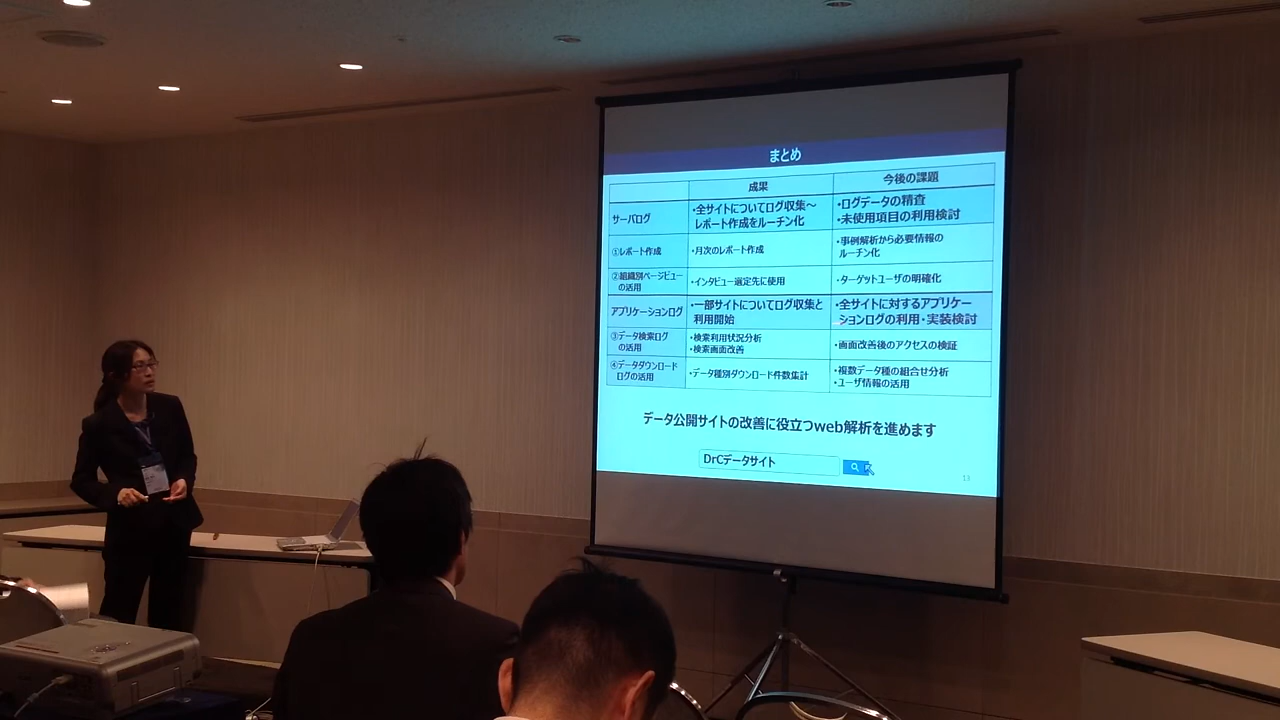 まとめ
成果 今後の課題
サーバログ ・全サイトについてログ収集～ ・ログデータの精査
レポート作成をルーチン化 ・未使用項目の利用検討
①レポート作成 ・月次のレポート作成 ・事例解析から必要情報の
ルーチン化
②組織別ページビュー ・インタビュー選定先に使用 ・ターゲットユーザの明確化
の活用
アプリケーションログ ・一部サイトについてログ収集と ・全サイトに対するアプリケー
利用開始 ションログの利用・実装検討
③データ検索ログ ・検索利用状況分析 ・画面改善後のアクセスの検証
の活用 ・検索画面改善
④データダウンロード ・データ種別ダウンロード件数集計 ・複数データ種の組合せ分析
ログの活用 ・ユーザ情報の活用
データ公開サイトの改善に役立つweb解析を進めます
DrCデータサイト
13